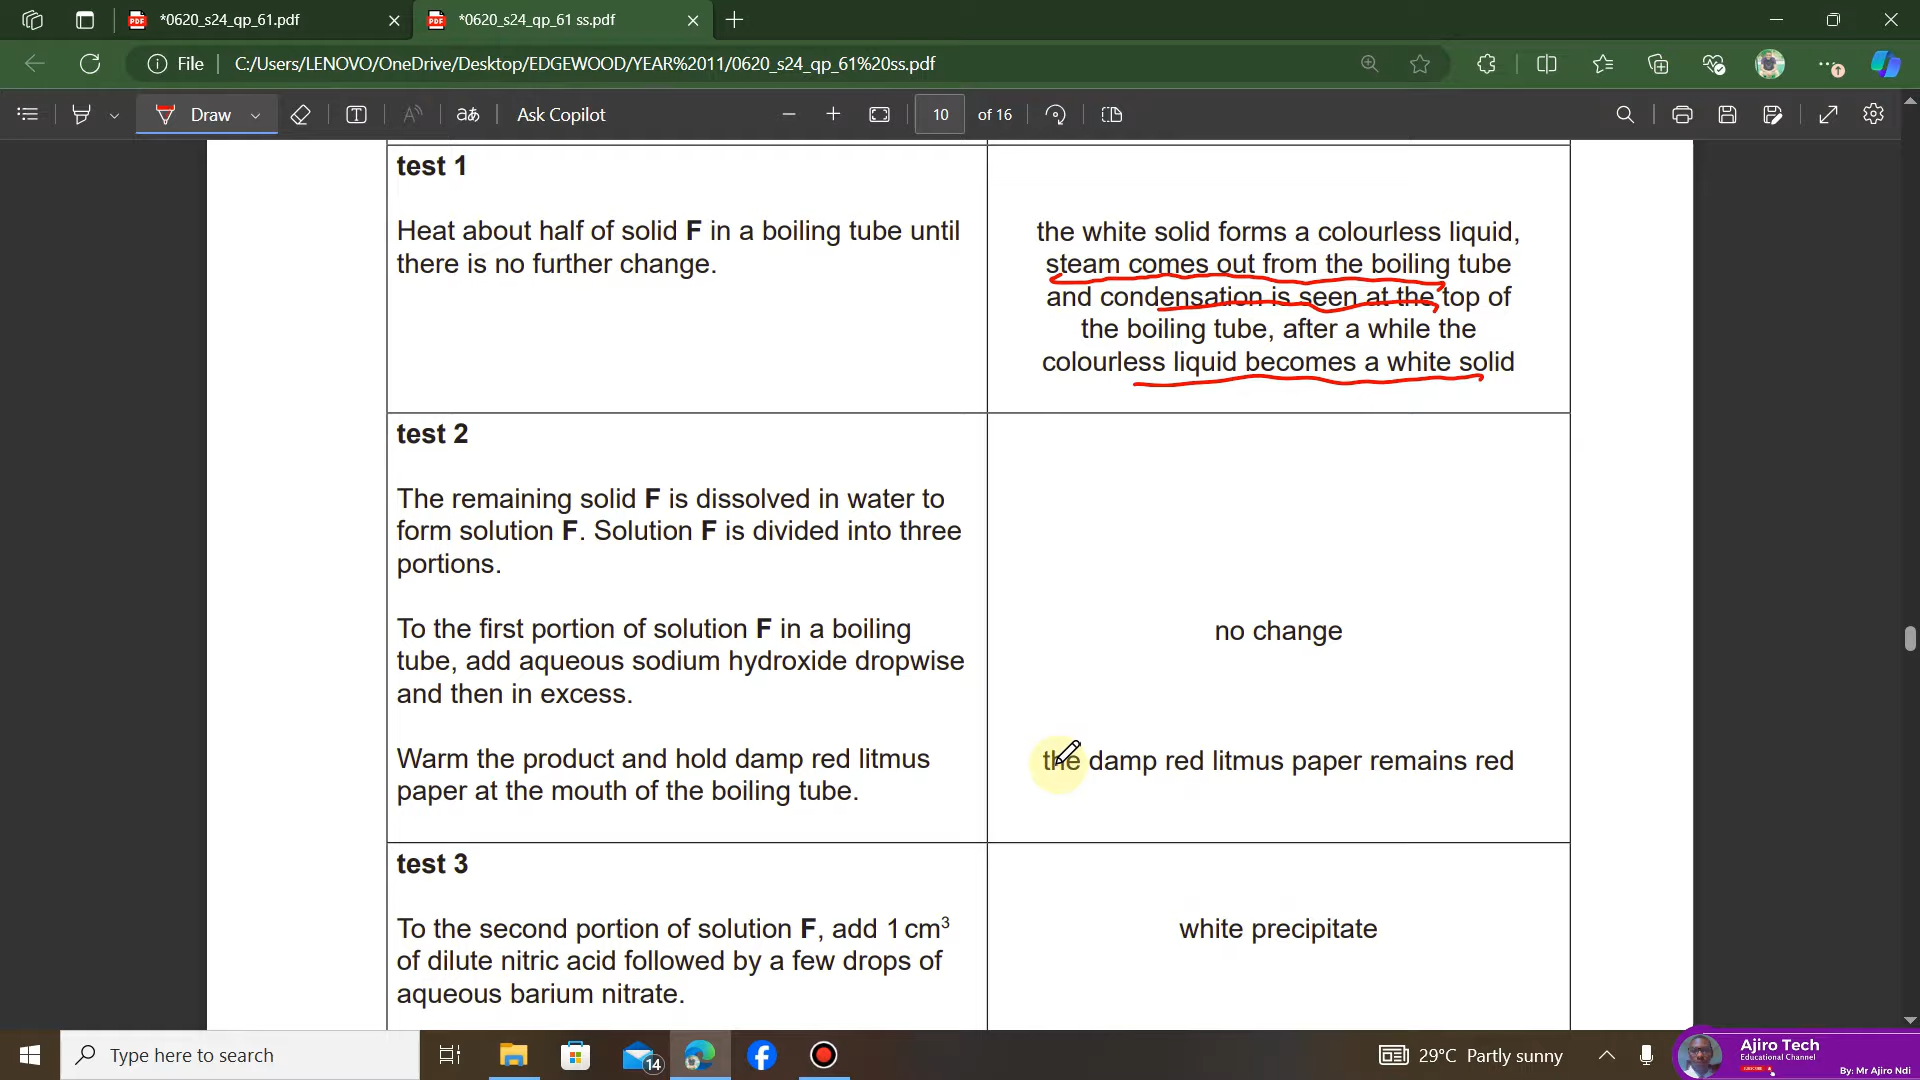 *0620_s24_qp_61.pdf
*0620_s24_qp_61 ss.pdf
File
C:/Users/LENOVO/OneDrive/Desktop/EDGEWOOD/YEAR%2011/0620_s24_qp_61%20ss.pdf
Draw
aあ
Ask Copilot
10 of 16
test 1
Heat about half of solid F in a boiling tube until
there is no further change.
the white solid forms a colourless liquid,
steam comes out from the boiling tube
and condensation is seen at the top of
the boiling tube, after a while the
colourless liquid becomes a white solid
test 2
The remaining solid F is dissolved in water to
form solution F. Solution F is divided into three
portions.
To the first portion of solution F in a boiling
tube, add aqueous sodium hydroxide dropwise
and then in excess.
no change
Warm the product and hold damp red litmus
paper at the mouth of the boiling tube.
the damp red litmus paper remains red
test 3
To the second portion of solution F, add 1 cm³
of dilute nitric acid followed by a few drops of
aqueous barium nitrate.
white precipitate
Type here to search
14
29°C Partly sunny
Ajiro Tech
Educational Channel
SUBSCRIBE
By: Mr Ajiro Ndi